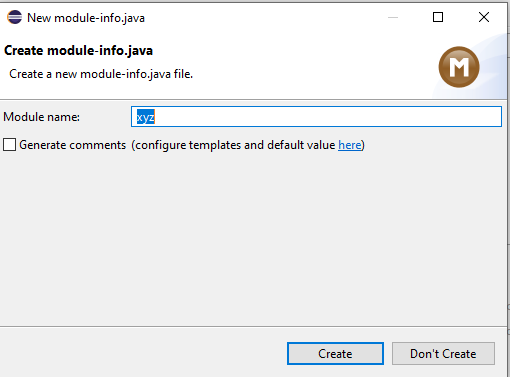 New module-info.java
Create module-info.java
Create a new module-info.java file.
M
Module name: xyz
Generate comments (configure templates and default value here)
Create Don't Create